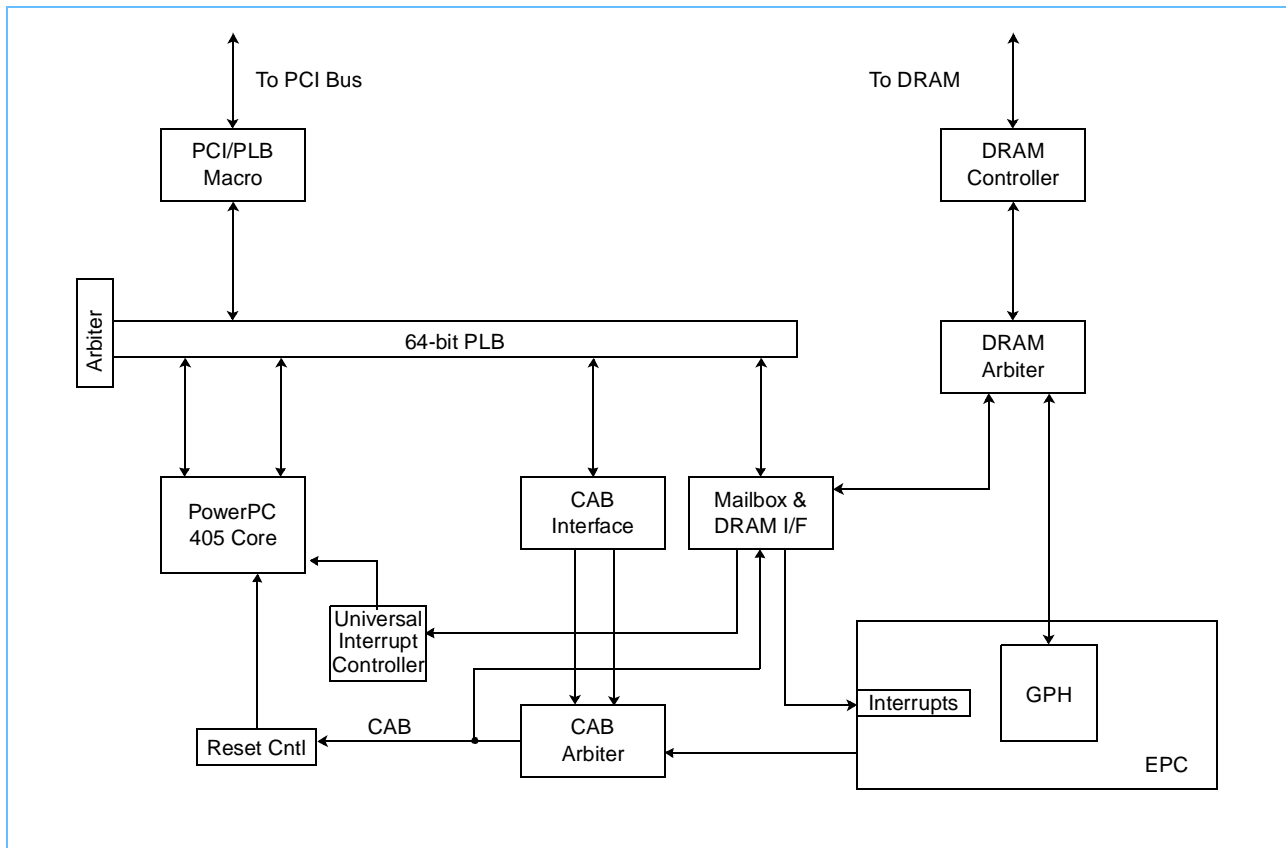 To PCI Bus
To DRAM
PCI/PLB
Macro
DRAM
Controller
Arbiter
64-bit PLB
DRAM
Arbiter
PowerPC
405 Core
CAB
Interface
Mailbox &
DRAM I/F
Universal
Interrupt
Controller
Interrupts
GPH
EPC
Reset Cntl
CAB
CAB
Arbiter